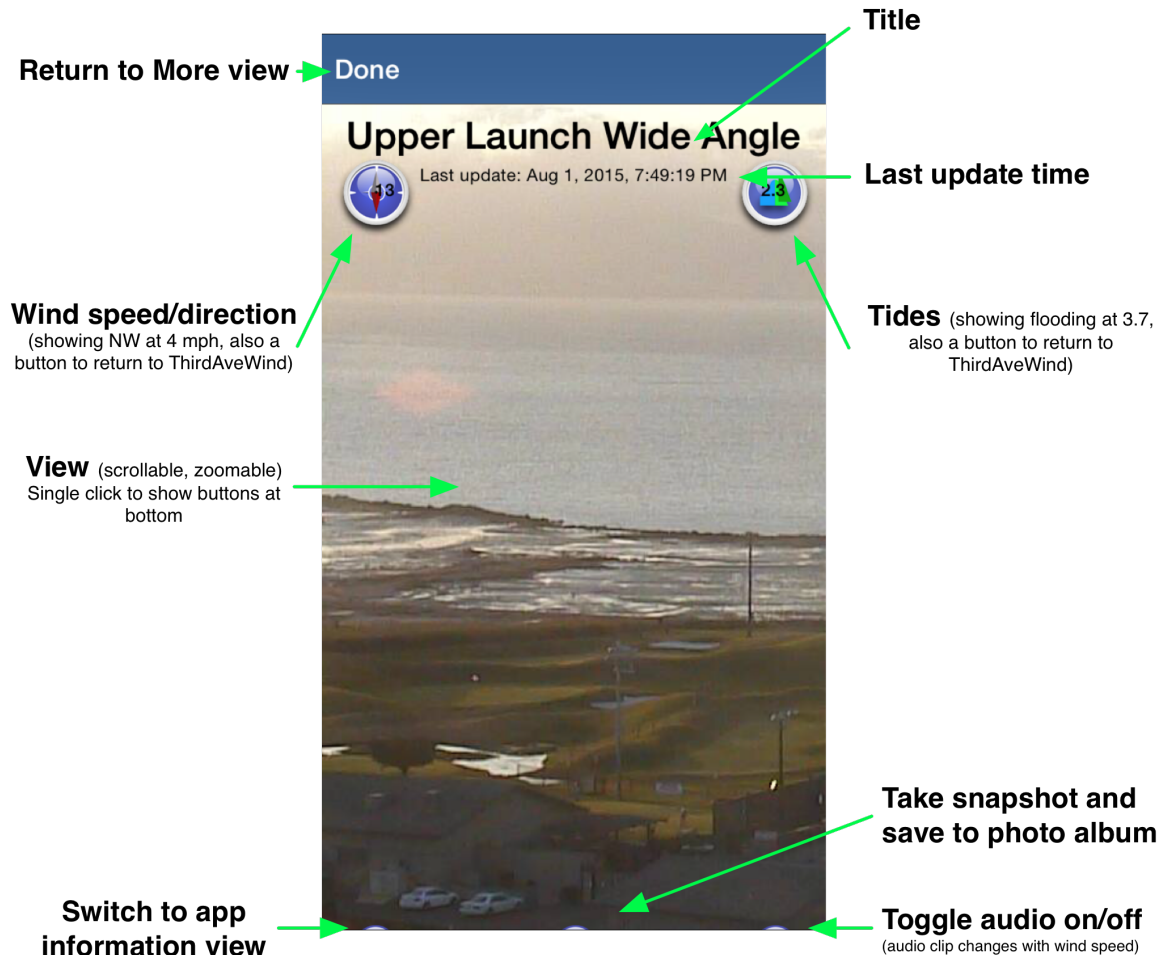 Title
Return to More view
Done
Upper Launch Wide Angle
Last update: Aug 1, 2015, 7:49:19 PM
Last update time
13
2.3
Wind speed/direction
(showing NW at 4 mph, also a
button to return to ThirdAveWind)
Tides (showing flooding at 3.7,
also a button to return to
ThirdAveWind)
View (scrollable, zoomable)
Single click to show buttons at
bottom
Take snapshot and
save to photo album
Switch to app
information view
Toggle audio on/off
(audio clip changes with wind speed)